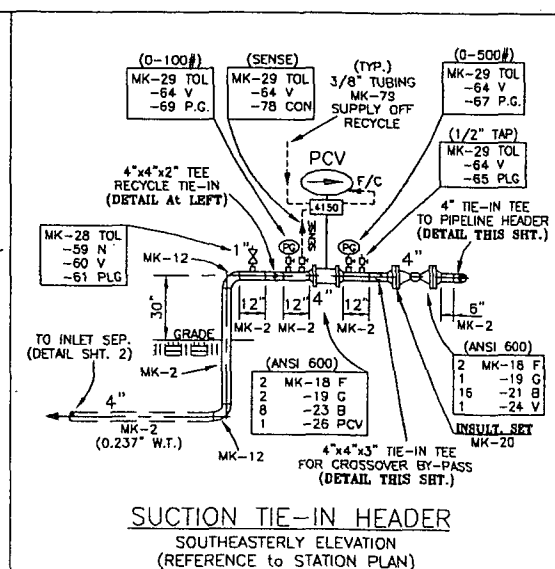 (0-100#)
MK-29 TOL
-64 V
-69 P.G.
(SENSE)
MK-29 TOL
-64 V
-78 CON
(TYP.)
3/8" TUBING
MK-79
SUPPLY OFF
RECYCLE
(0-500#)
MK-29 TOL
-64 V
-67 P.G.
(1/2" TAP)
MK-29 TOL
-64 V
-65 PLG
PCV
F/C
4150
SENSE
4"x4"x2" TEE
RECYCLE TIE-IN
(DETAIL At LEFT)
4" TIE-IN TEE
TO PIPELINE HEADER
(DETAIL THIS SHT.)
MK-28 TOL
-59 N
-60 V
-61 PLG
1"
PG
PG
4"
MK-12
30"
12"
MK-2
12"
4"
12"
MK-2
6"
MK-2
GRADE
MK-2
TO INLET SEP.
(DETAIL SHT. 2)
4"
MK-2
(0.237" W.T.)
MK-12
(ANSI 600)
2 MK-18 F
2 -19 G
8 -23 B
1 -26 PCV
(ANSI 600)
2 MK-18 F
1 -19 G
16 -21 B
1 -24 V
INSULT. SET
MK-20
4"x4"x3" TIE-IN TEE
FOR CROSSOVER BY-PASS
(DETAIL THIS SHT.)
SUCTION TIE-IN HEADER
SOUTHEASTERLY ELEVATION
(REFERENCE to STATION PLAN)